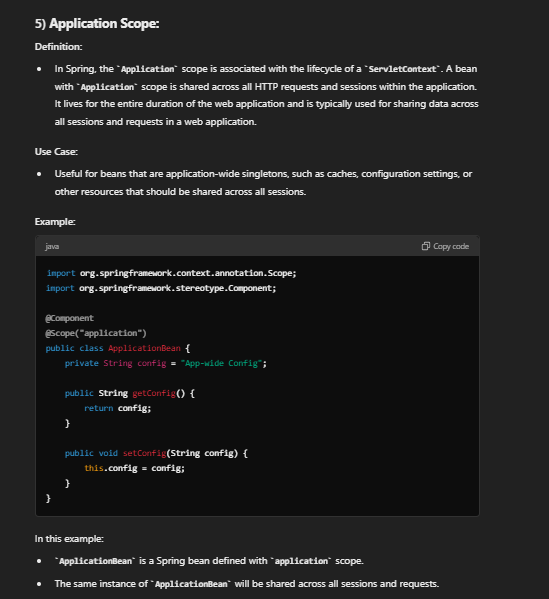 5) Application Scope:
Definition:
• In Spring, the `Application` scope is associated with the lifecycle of a `ServletContext`. A bean
with `Application` scope is shared across all HTTP requests and sessions within the application.
It lives for the entire duration of the web application and is typically used for sharing data across
all sessions and requests in a web application.
Use Case:
• Useful for beans that are application-wide singletons, such as caches, configuration settings, or
other resources that should be shared across all sessions.
Example:
java Copy code
import org.springframework.context.annotation.Scope;
import org.springframework.stereotype.Component;
@Component
@Scope("application")
public class ApplicationBean {
    private String config = "App-wide Config";
    public String getConfig() {
        return config;
    }
    public void setConfig(String config) {
        this.config = config;
    }
}
In this example:
• `ApplicationBean` is a Spring bean defined with `application` scope.
• The same instance of `ApplicationBean` will be shared across all sessions and requests.